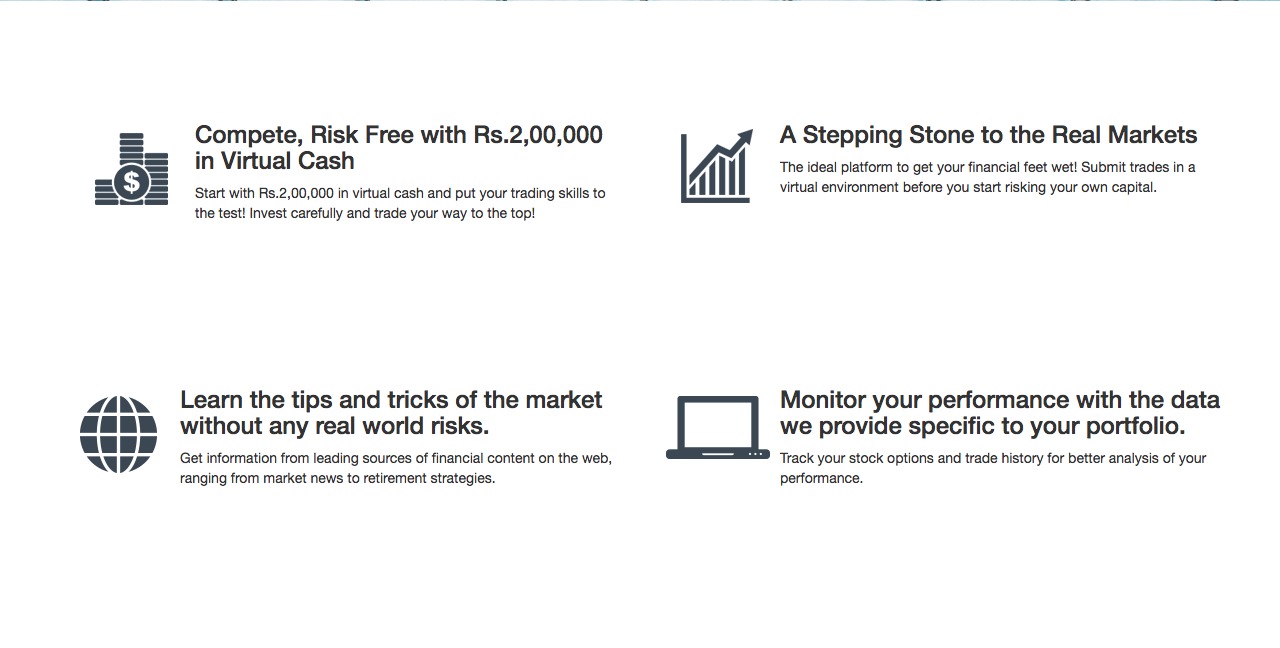 Compete, Risk Free with Rs.2,00,000
in Virtual Cash
Start with Rs.2,00,000 in virtual cash and put your trading skills to
the test! Invest carefully and trade your way to the top!
A Stepping Stone to the Real Markets
The ideal platform to get your financial feet wet! Submit trades in a
virtual environment before you start risking your own capital.
Learn the tips and tricks of the market
without any real world risks.
Get information from leading sources of financial content on the web,
ranging from market news to retirement strategies.
Monitor your performance with the data
we provide specific to your portfolio.
Track your stock options and trade history for better analysis of your
performance.